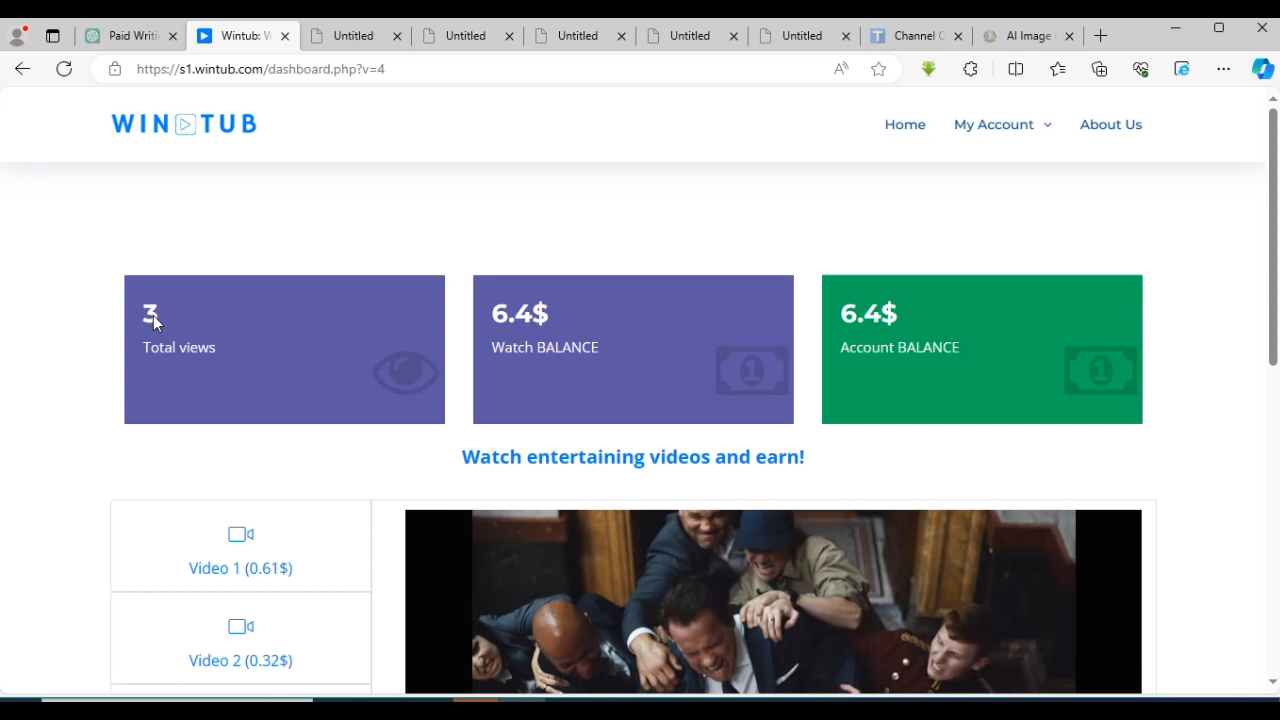 Paid Writi
Wintub: W
Untitled
Untitled
Untitled
Untitled
Untitled
Channel C
AI Image
https://s1.wintub.com/dashboard.php?v=4
WIN TUB
Home
My Account
About Us
3
Total views
6.4$
Watch BALANCE
6.4$
Account BALANCE
Watch entertaining videos and earn!
Video 1 (0.61$)
Video 2 (0.32$)